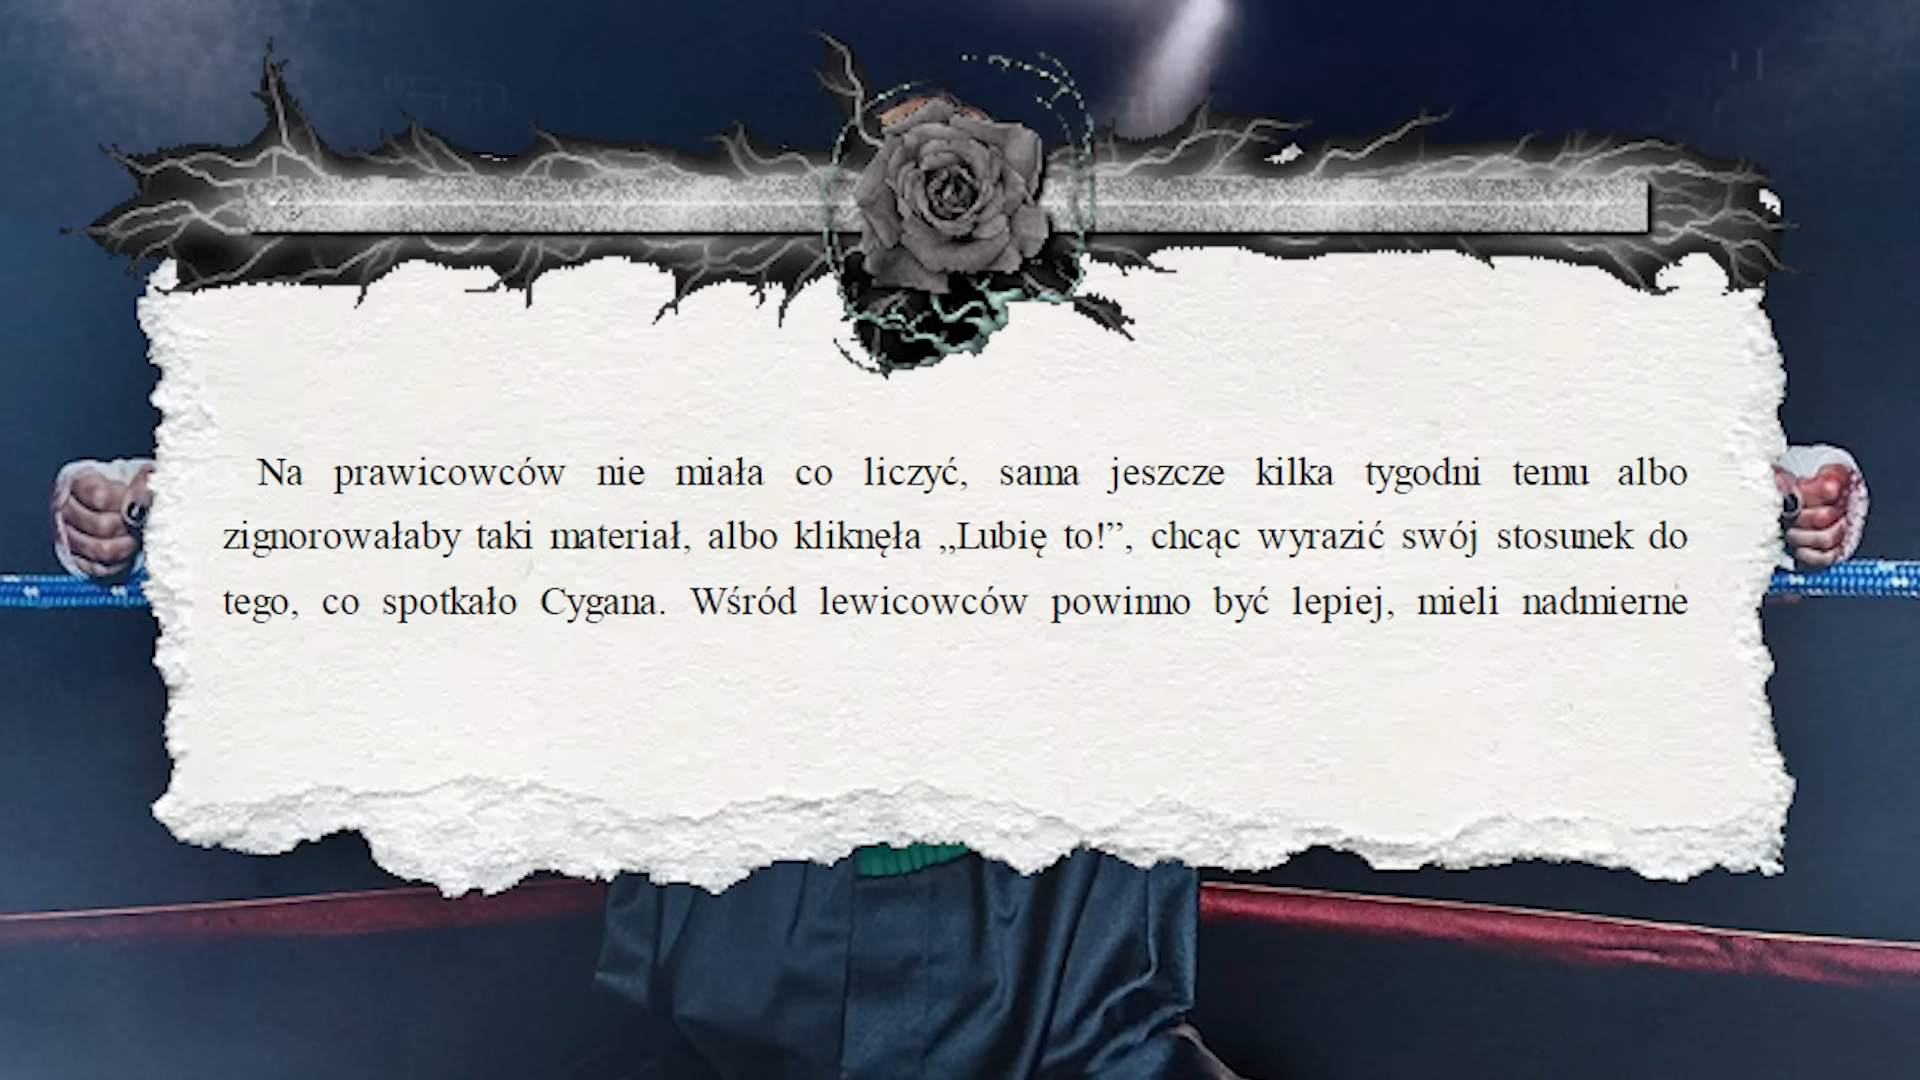 Na prawicowców nie miała co liczyć, sama jeszcze kilka tygodni temu albo
zignorowałaby taki materiał, albo kliknęła „Lubię to!”, chcąc wyrazić swój stosunek do
tego, co spotkało Cygana. Wśród lewicowców powinno być lepiej, mieli nadmierne